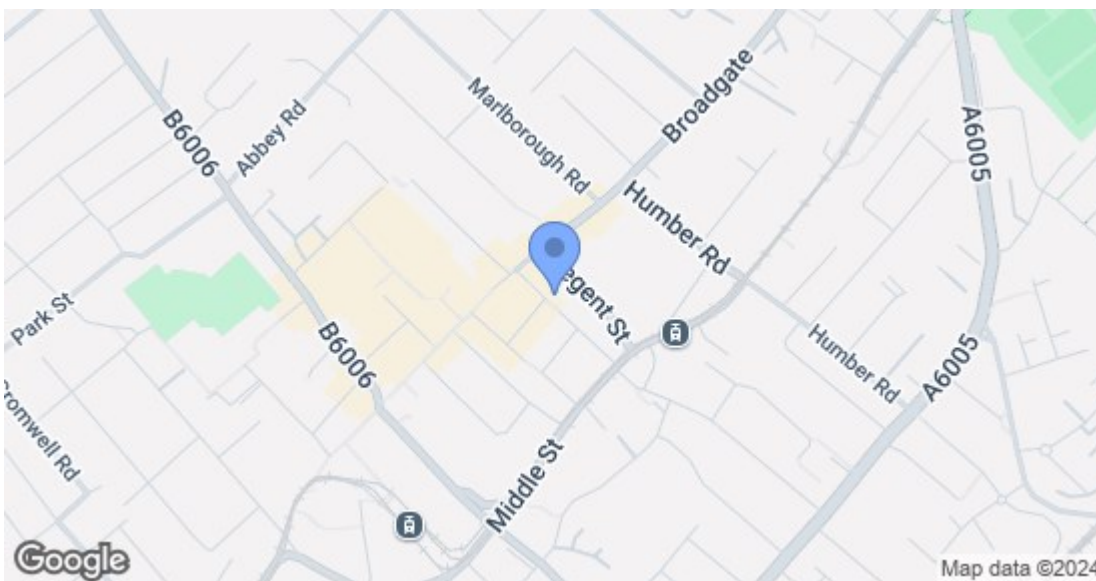 B6006
Abbey Rd
Marlborough Rd
Broadgate
A6005
Humber Rd
egent St
Park St
B6006
Humber Rd
A6005
Cromwell Rd
Middle St
Google
Map data ©2024